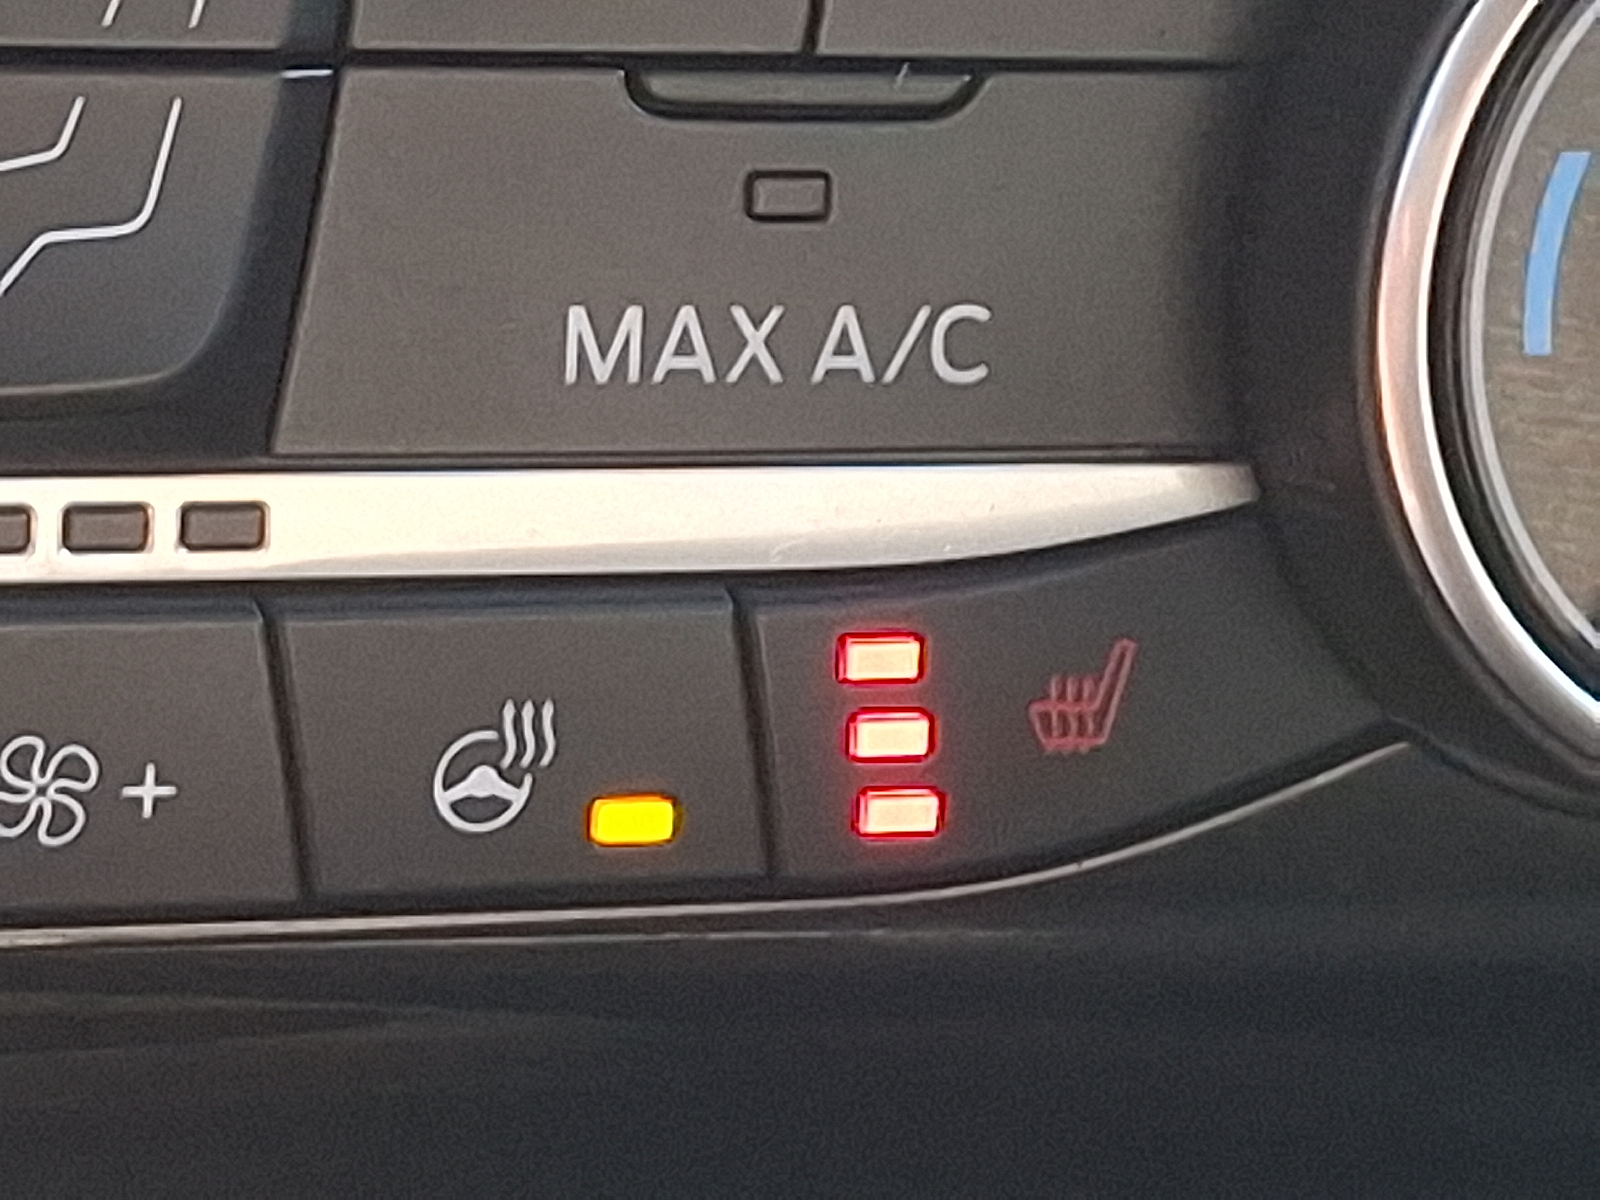 MAX A/C
+